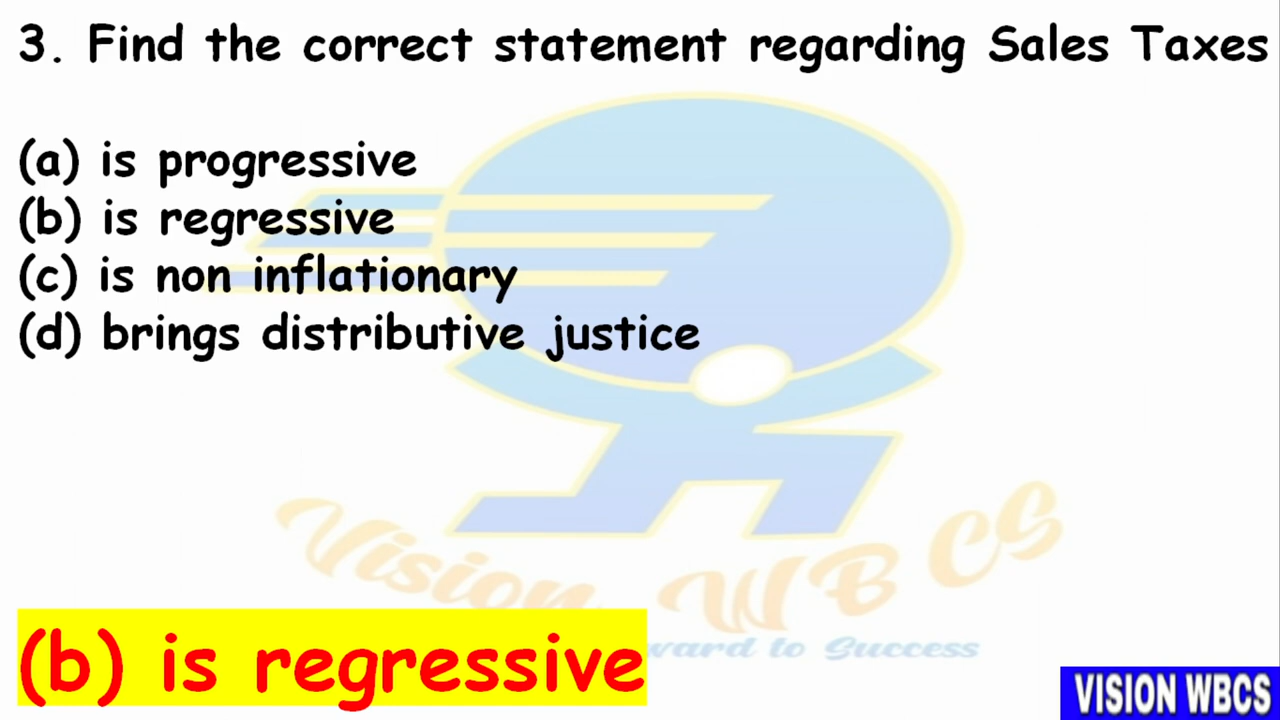 3. Find the correct statement regarding Sales Taxes
(a) is progressive
(b) is regressive
(c) is non inflationary
(d) brings distributive justice
Vision WBCS
ward to Success
(b) is regressive
VISION WBCS